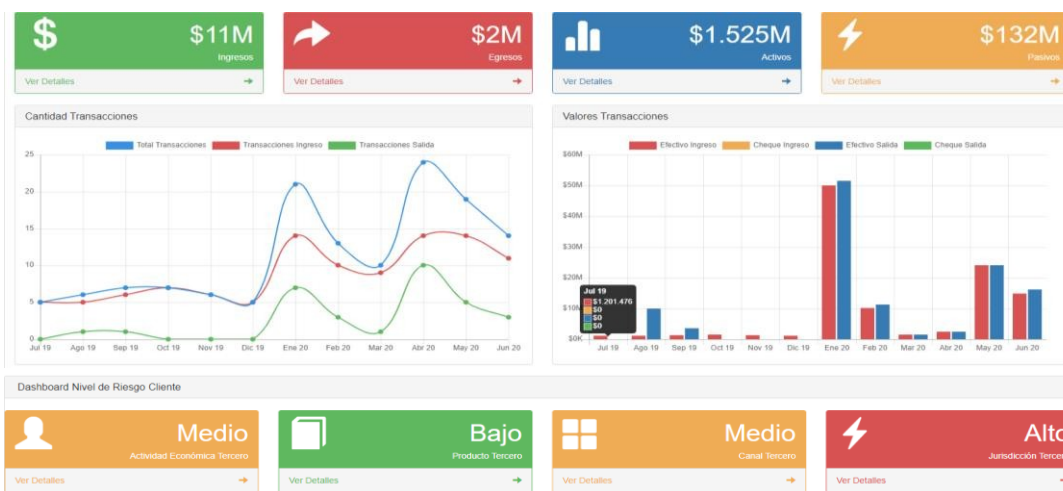 $ $11M
Ingresos
Ver Detalles
$2M
Egresos
Ver Detalles
$1.525M
Activos
Ver Detalles
$132M
Pasivos
Ver Detalles
Cantidad Transacciones
Total Transacciones Transacciones Ingreso Transacciones Salida
25
20
15
10
5
0
Jul 19 Ago 19 Sep 19 Oct 19 Nov 19 Dic 19 Ene 20 Feb 20 Mar 20 Abr 20 May 20 Jun 20
Valores Transacciones
Efectivo Ingreso Cheque Ingreso Efectivo Salida Cheque Salida
$60M
$50M
$40M
$30M
$20M
$10M
$0K
Jul 19
$1.201.476
$0
$0
$0
Jul 19 Ago 19 Sep 19 Oct 19 Nov 19 Dic 19 Ene 20 Feb 20 Mar 20 Abr 20 May 20 Jun 20
Dashboard Nivel de Riesgo Cliente
Medio
Actividad Económica Tercero
Ver Detalles
Bajo
Producto Tercero
Ver Detalles
Medio
Canal Tercero
Ver Detalles
Alto
Jurisdicción Tercer
Ver Detalles